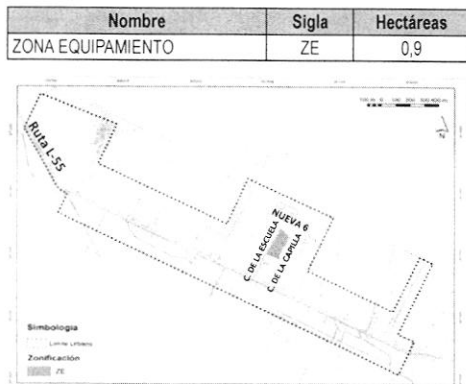 Nombre Sigla Hectáreas
ZONA EQUIPAMIENTO ZE 0,9
N
Ruta L-55
NUEVA 6
C. DE LA ESCUELA
C. DE LA CAPILLA
Simbología
Límite Urbano
Zonificación
ZE